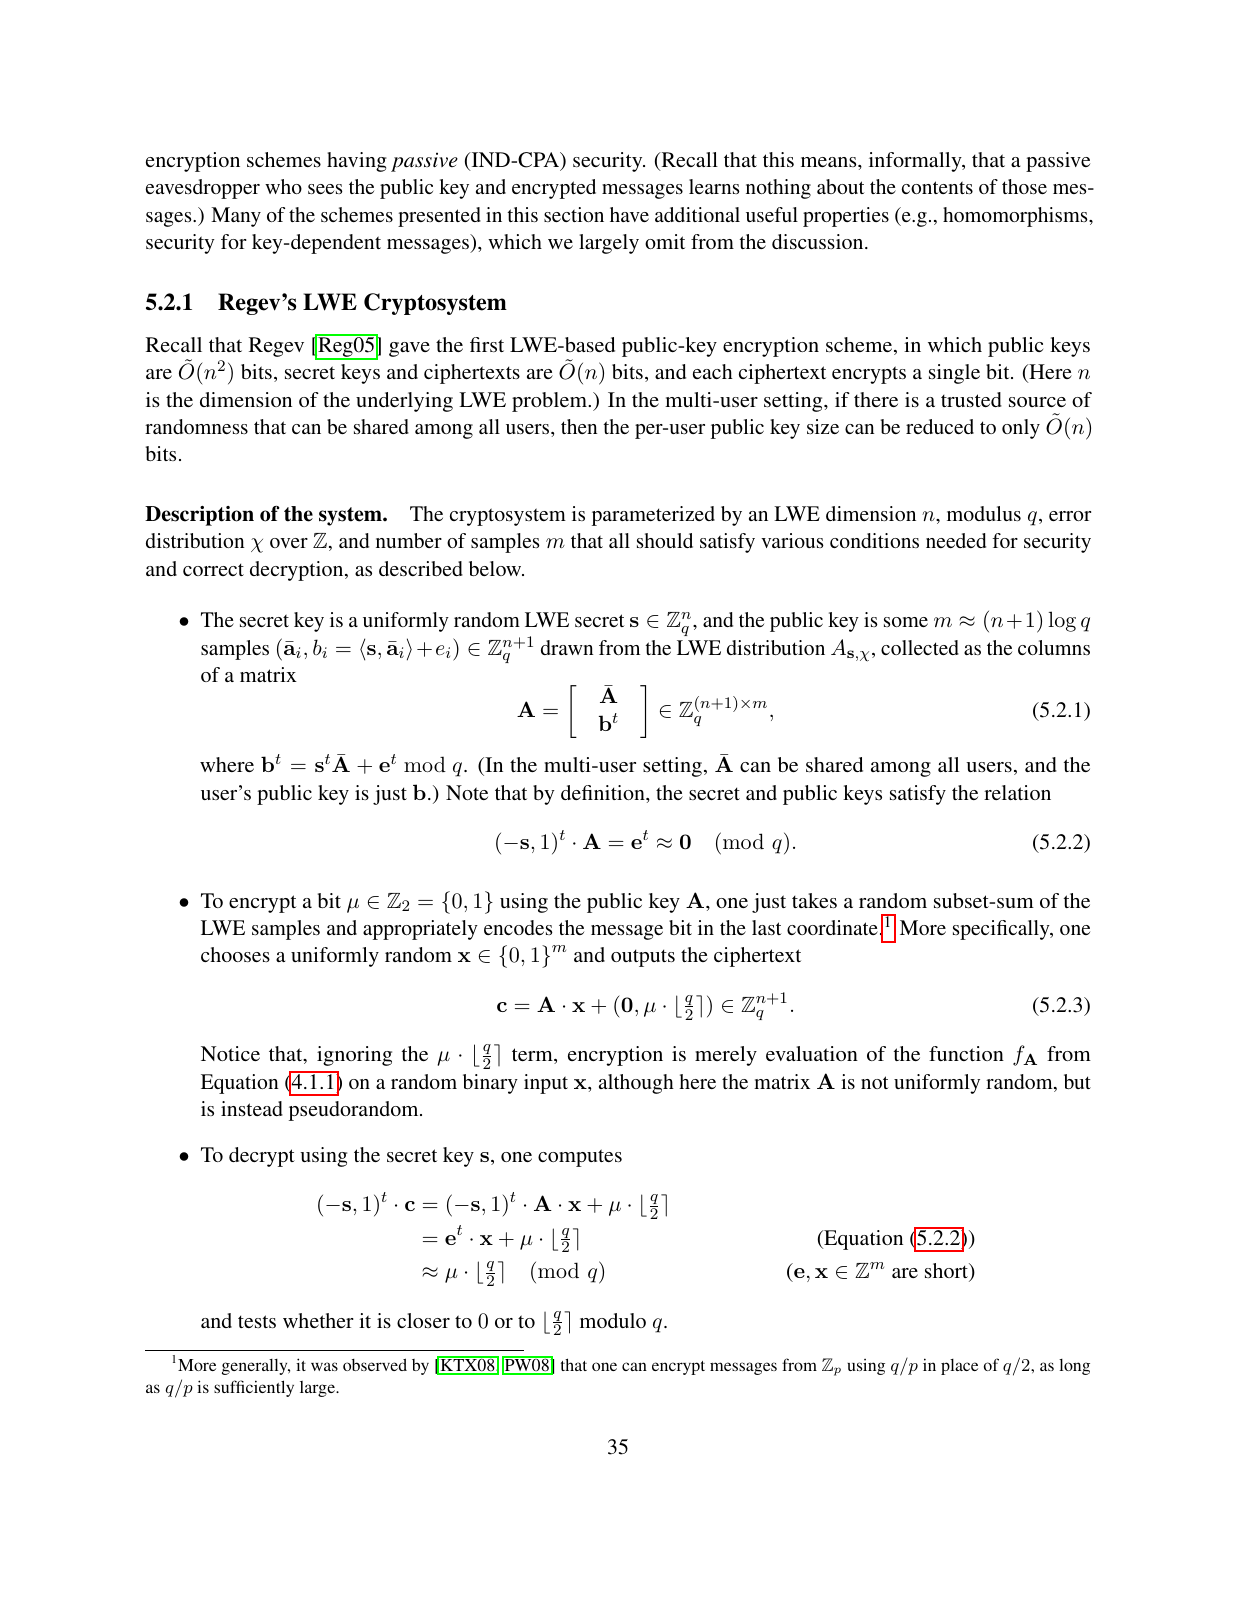 encryption schemes having passive (IND-CPA) security. (Recall that this means, informally, that a passive
eavesdropper who sees the public key and encrypted messages learns nothing about the contents of those mes-
sages.) Many of the schemes presented in this section have additional useful properties (e.g., homomorphisms,
security for key-dependent messages), which we largely omit from the discussion.
5.2.1 Regev's LWE Cryptosystem
Recall that Regev [Reg05] gave the first LWE-based public-key encryption scheme, in which public keys
are Õ(n²) bits, secret keys and ciphertexts are Õ(n) bits, and each ciphertext encrypts a single bit. (Here n
is the dimension of the underlying LWE problem.) In the multi-user setting, if there is a trusted source of
randomness that can be shared among all users, then the per-user public key size can be reduced to only Õ(n)
bits.
Description of the system. The cryptosystem is parameterized by an LWE dimension n, modulus q, error
distribution χ over ℤ, and number of samples m that all should satisfy various conditions needed for security
and correct decryption, as described below.
• The secret key is a uniformly random LWE secret s ∈ ℤ_q^n, and the public key is some m ≈ (n+1) log q
samples (ā_i, b_i = ⟨s, ā_i⟩ + e_i) ∈ ℤ_q^{n+1} drawn from the LWE distribution A_{s,χ}, collected as the columns
of a matrix
A = [ Ā ; b^t ] ∈ ℤ_q^{(n+1)×m}, (5.2.1)
where b^t = s^t Ā + e^t mod q. (In the multi-user setting, Ā can be shared among all users, and the
user's public key is just b.) Note that by definition, the secret and public keys satisfy the relation
(−s, 1)^t · A = e^t ≈ 0 (mod q). (5.2.2)
• To encrypt a bit μ ∈ ℤ_2 = {0, 1} using the public key A, one just takes a random subset-sum of the
LWE samples and appropriately encodes the message bit in the last coordinate.¹ More specifically, one
chooses a uniformly random x ∈ {0, 1}^m and outputs the ciphertext
c = A · x + (0, μ · ⌊q/2⌉) ∈ ℤ_q^{n+1}. (5.2.3)
Notice that, ignoring the μ · ⌊q/2⌉ term, encryption is merely evaluation of the function f_A from
Equation (4.1.1) on a random binary input x, although here the matrix A is not uniformly random, but
is instead pseudorandom.
• To decrypt using the secret key s, one computes
(−s, 1)^t · c = (−s, 1)^t · A · x + μ · ⌊q/2⌉
= e^t · x + μ · ⌊q/2⌉ (Equation (5.2.2))
≈ μ · ⌊q/2⌉ (mod q) (e, x ∈ ℤ^m are short)
and tests whether it is closer to 0 or to ⌊q/2⌉ modulo q.
¹More generally, it was observed by [KTX08, PW08] that one can encrypt messages from ℤ_p using q/p in place of q/2, as long
as q/p is sufficiently large.
35